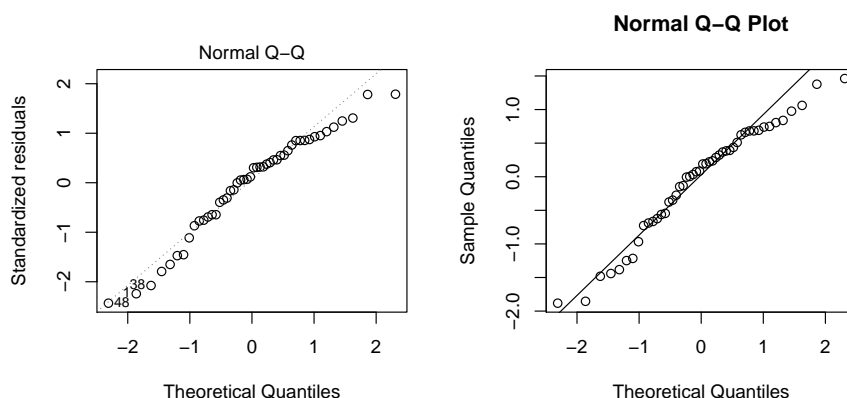 Normal Q−Q
Standardized residuals
2
1
0
−1
−2
38
1
48
−2 −1 0 1 2
Theoretical Quantiles
Normal Q−Q Plot
Sample Quantiles
1.0
0.0
−1.0
−2.0
−2 −1 0 1 2
Theoretical Quantiles